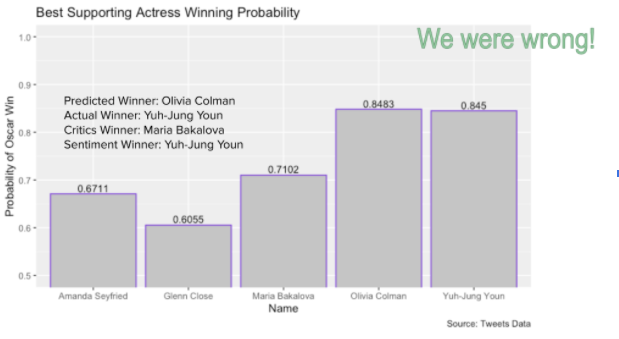 Best Supporting Actress Winning Probability
We were wrong!
1.0
0.9
0.8
0.7
0.6
0.5
Probability of Oscar Win
Predicted Winner: Olivia Colman
Actual Winner: Yuh-Jung Youn
Critics Winner: Maria Bakalova
Sentiment Winner: Yuh-Jung Youn
0.6711
0.6055
0.7102
0.8483
0.845
Amanda Seyfried
Glenn Close
Maria Bakalova
Olivia Colman
Yuh-Jung Youn
Name
Source: Tweets Data